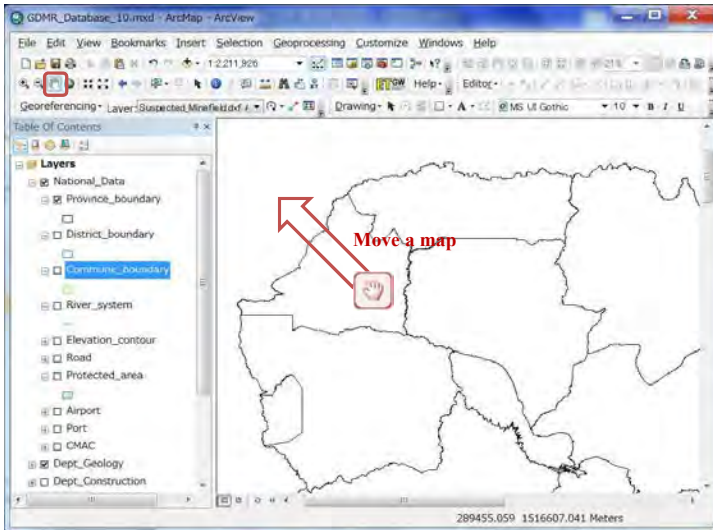 GDMR_Database_10.mxd - ArcMap - ArcView
File Edit View Bookmarks Insert Selection Geoprocessing Customize Windows Help
1:2,211,926
Help Editor
Georeferencing Layer: Suspected_Minefield.dxf Drawing A MS UI Gothic 10 B I U
Table Of Contents
Layers
National_Data
Province_boundary
District_boundary
Commune_boundary
River_system
Elevation_contour
Road
Protected_area
Airport
Port
CMAC
Dept_Geology
Dept_Construction
Move a map
289455.059 1516607.041 Meters